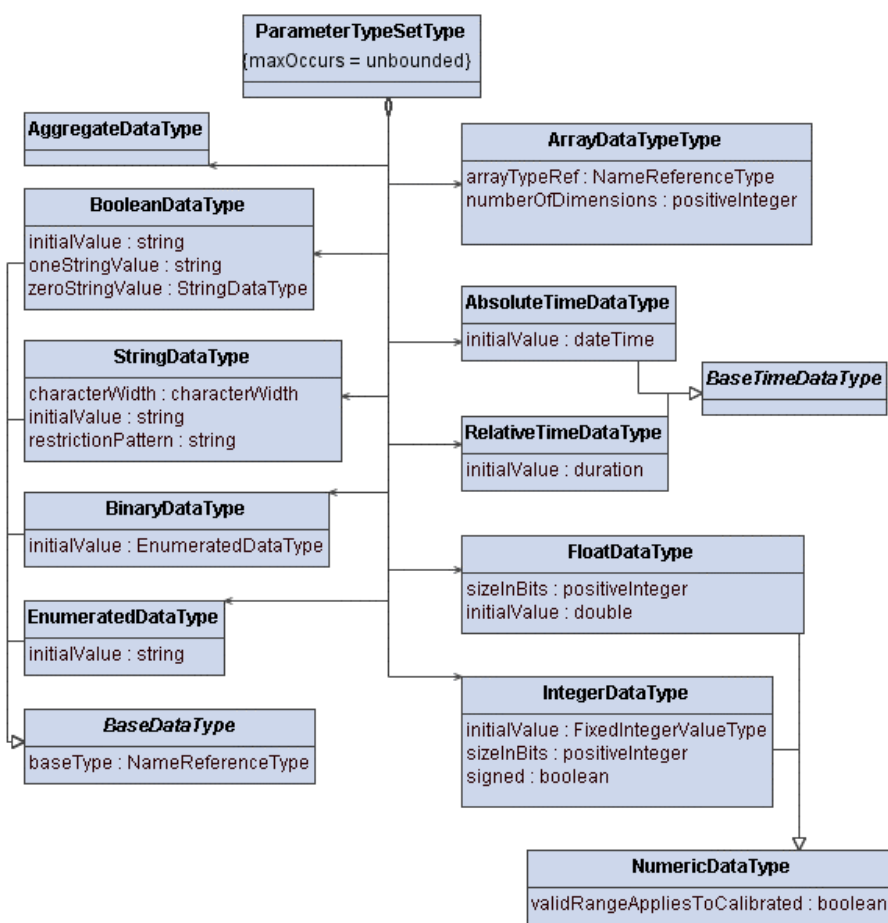 ParameterTypeSetType
{maxOccurs = unbounded}
AggregateDataType
ArrayDataTypeType
arrayTypeRef : NameReferenceType
numberOfDimensions : positiveInteger
BooleanDataType
initialValue : string
oneStringValue : string
zeroStringValue : StringDataType
AbsoluteTimeDataType
initialValue : dateTime
StringDataType
characterWidth : characterWidth
initialValue : string
restrictionPattern : string
BaseTimeDataType
RelativeTimeDataType
initialValue : duration
BinaryDataType
initialValue : EnumeratedDataType
FloatDataType
sizeInBits : positiveInteger
initialValue : double
EnumeratedDataType
initialValue : string
IntegerDataType
initialValue : FixedIntegerValueType
sizeInBits : positiveInteger
signed : boolean
BaseDataType
baseType : NameReferenceType
NumericDataType
validRangeAppliesToCalibrated : boolean